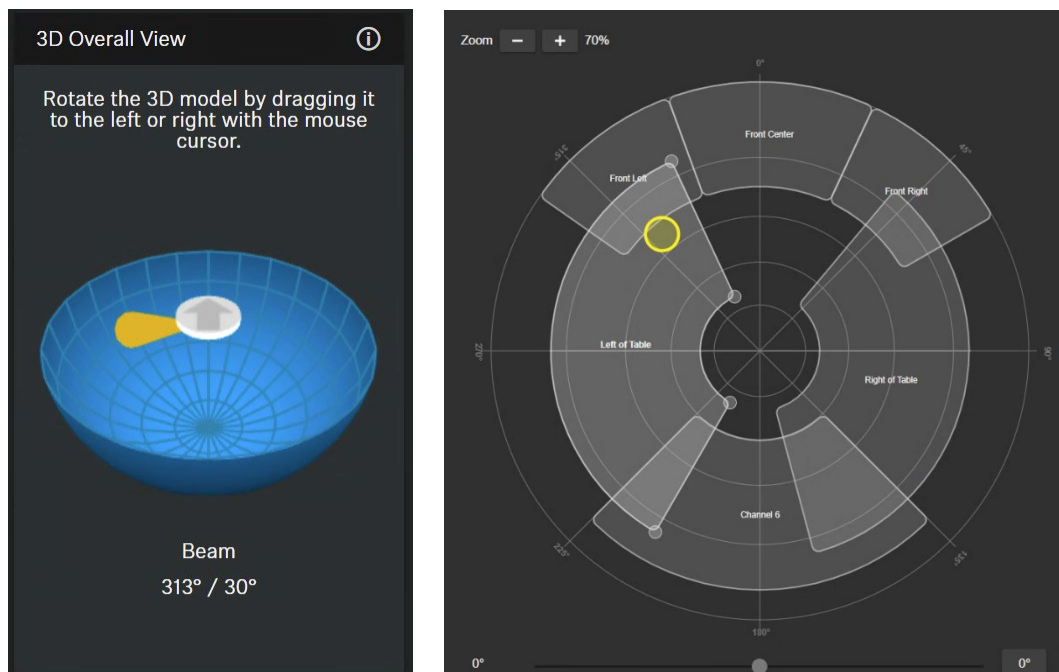 3D Overall View
Rotate the 3D model by dragging it
to the left or right with the mouse
cursor.
Beam
313° / 30°
Zoom
70%
0°
Front Center
315°
45°
Front Left
Front Right
Left of Table
270°
90°
Right of Table
Channel 6
225°
135°
180°
0°
0°